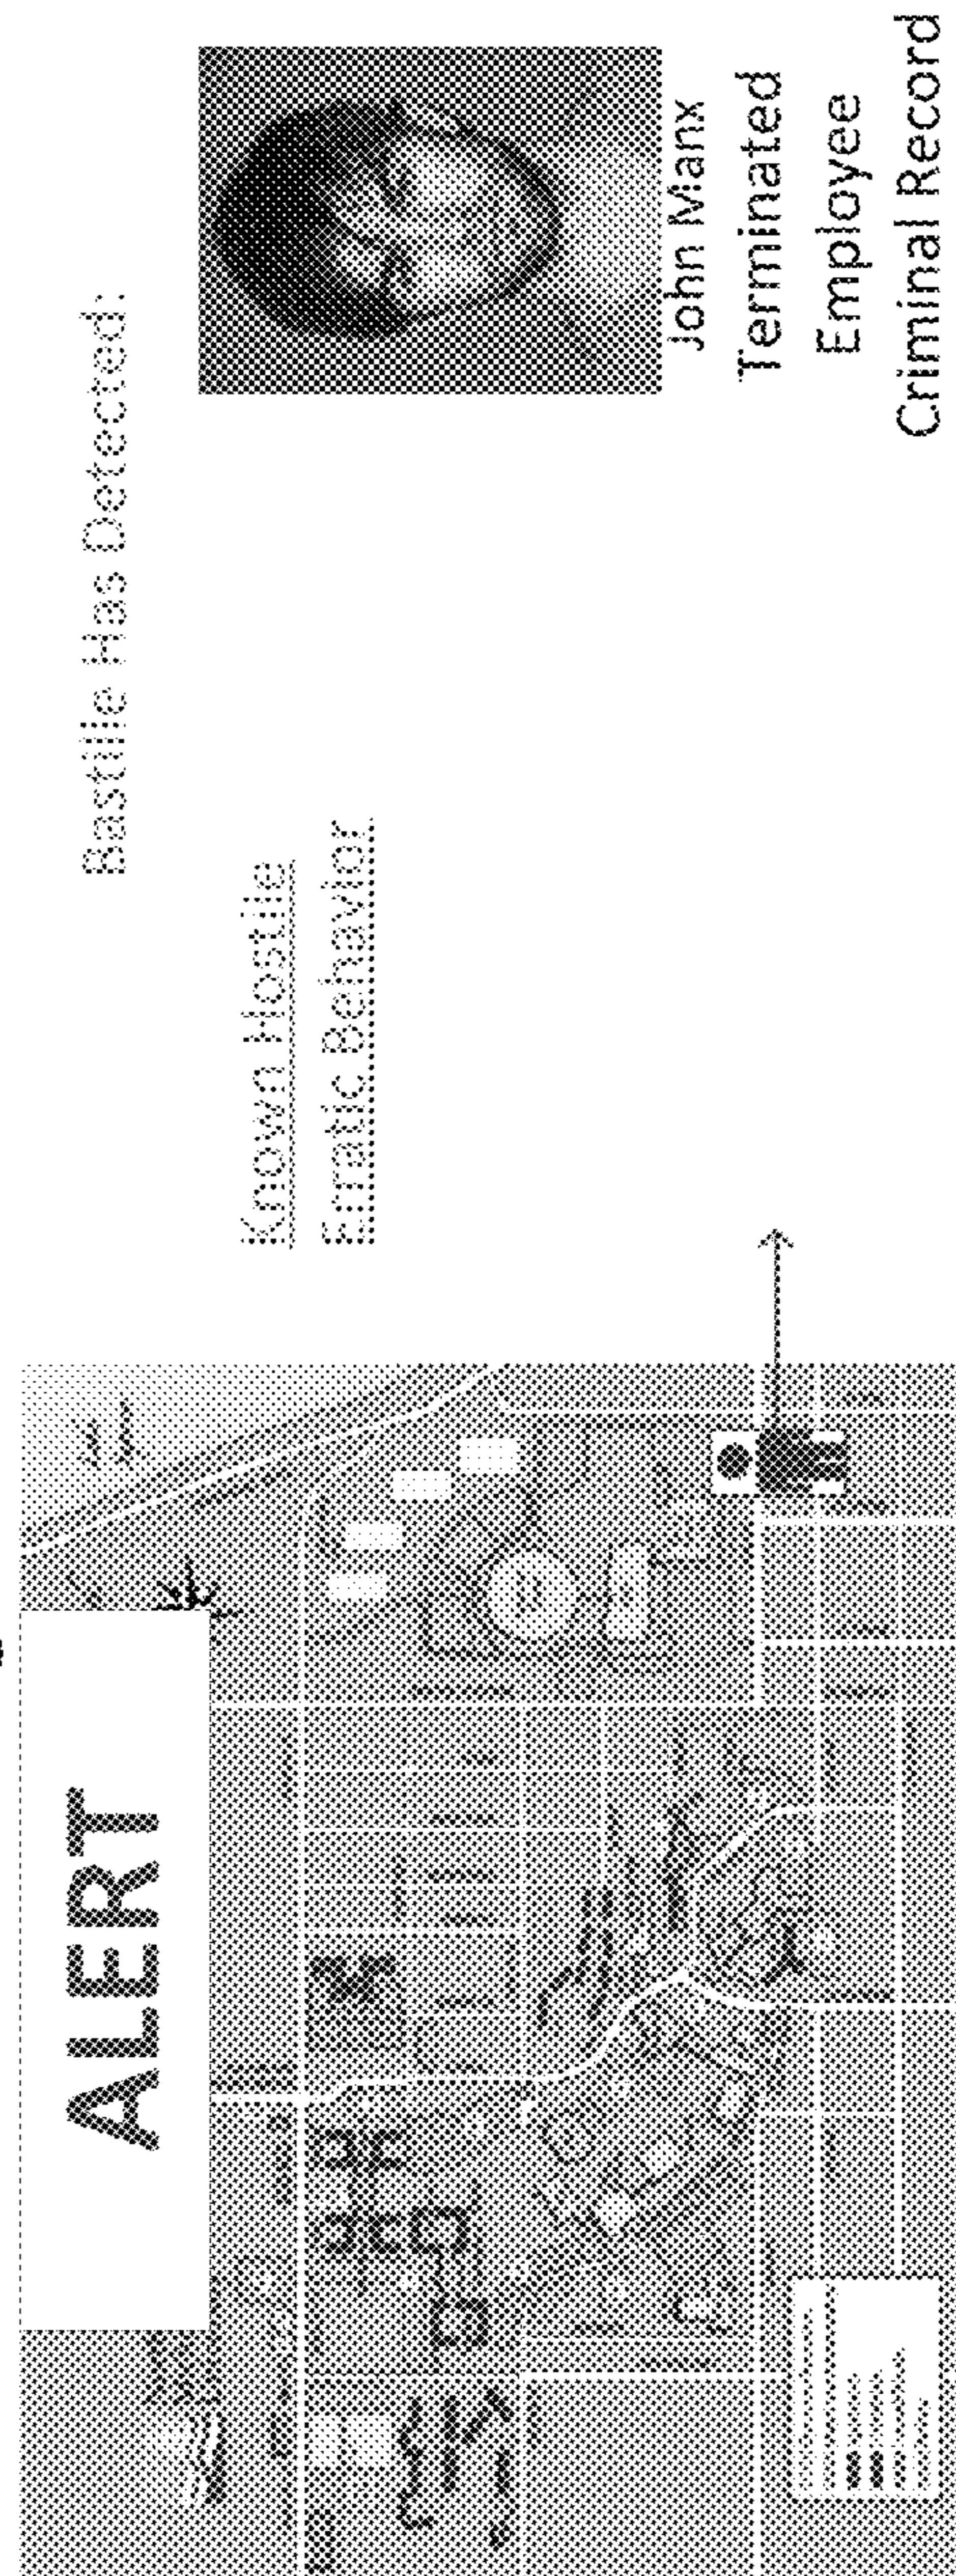 ALERT
Bastille Has Detected:
Known Hostile
Erratic Behavior
John Manx
Terminated
Employee
Criminal Record